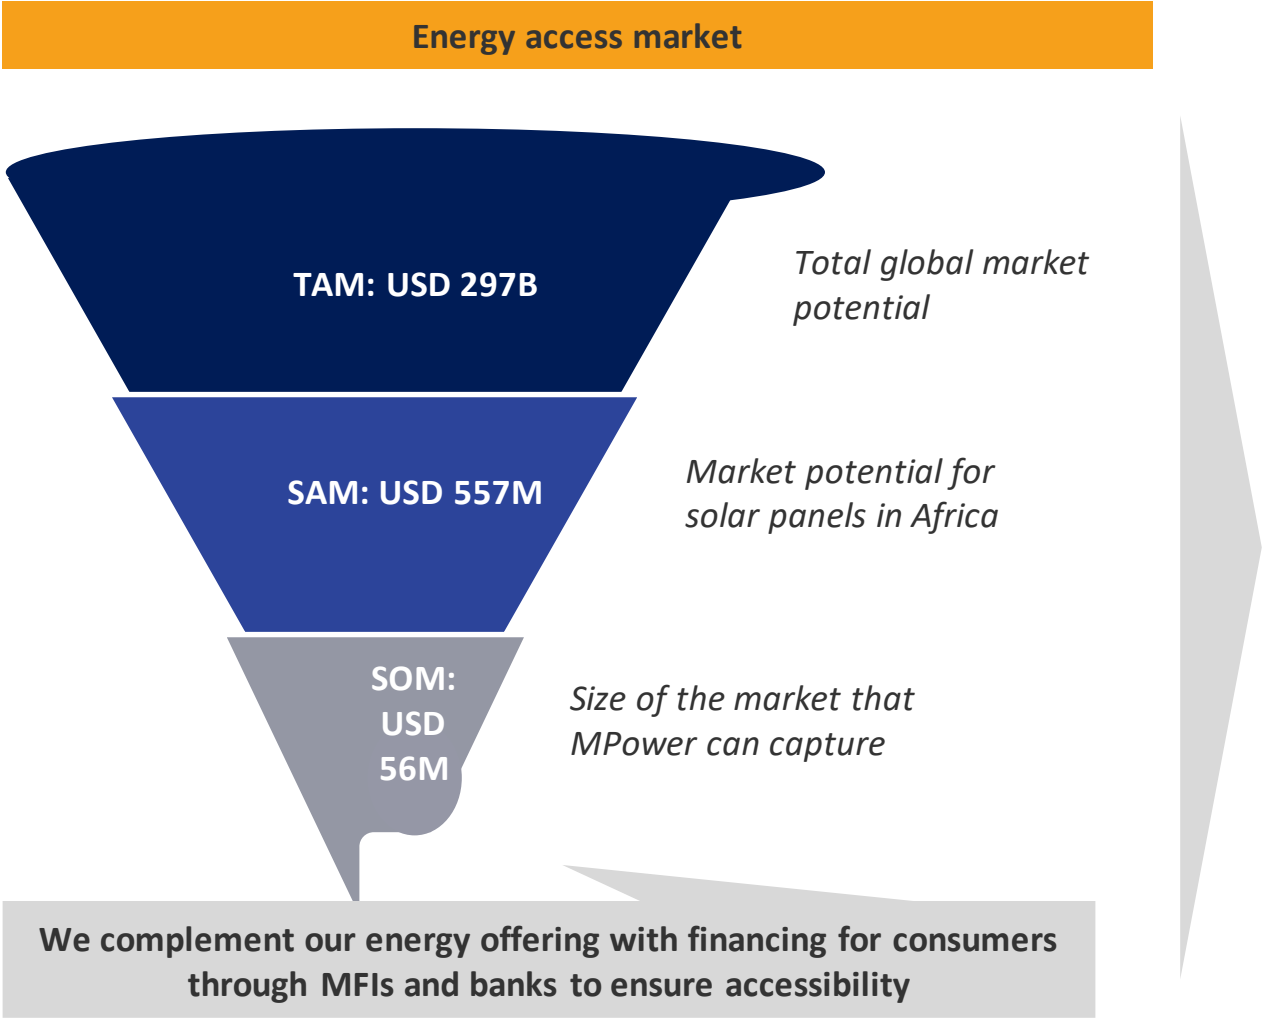 Energy access market
TAM: USD 297B
Total global market
potential
SAM: USD 557M
Market potential for
solar panels in Africa
SOM:
USD
56M
Size of the market that
MPower can capture
We complement our energy offering with financing for consumers
through MFIs and banks to ensure accessibility